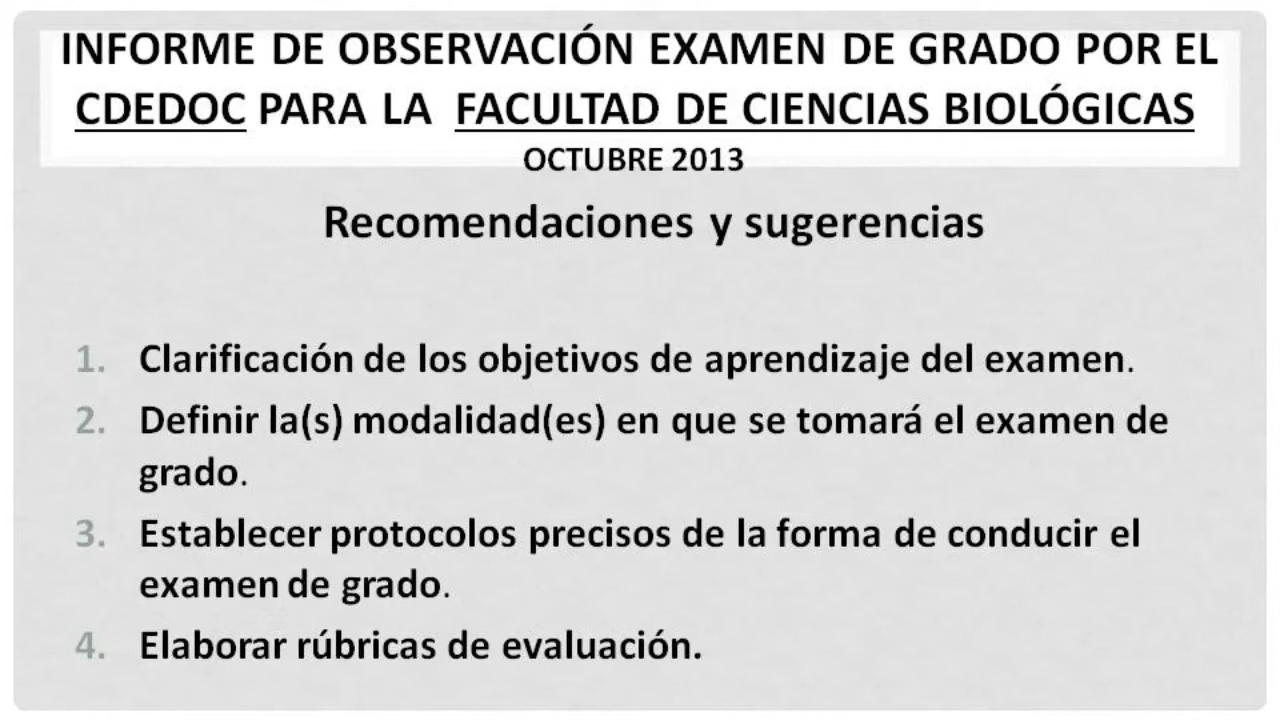 INFORME DE OBSERVACIÓN EXAMEN DE GRADO POR EL
CDEDOC PARA LA FACULTAD DE CIENCIAS BIOLÓGICAS
OCTUBRE 2013
Recomendaciones y sugerencias
1. Clarificación de los objetivos de aprendizaje del examen.
2. Definir la(s) modalidad(es) en que se tomará el examen de
grado.
3. Establecer protocolos precisos de la forma de conducir el
examen de grado.
4. Elaborar rúbricas de evaluación.